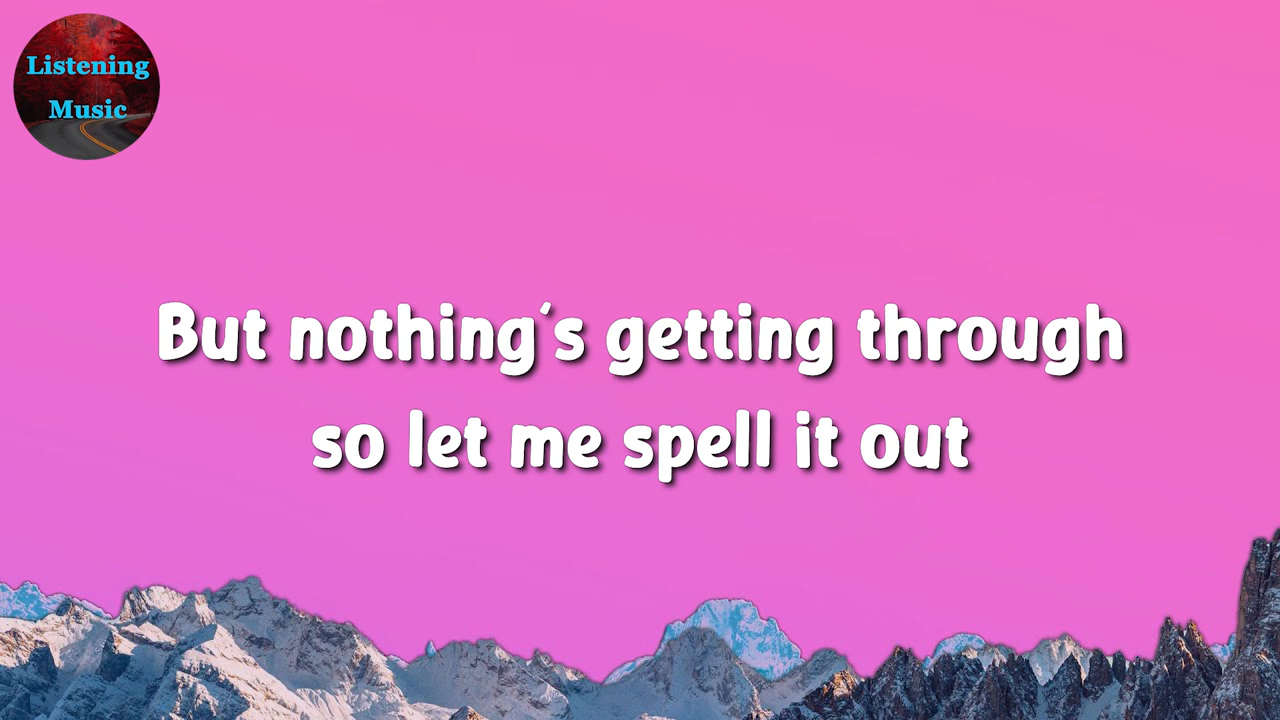 Listening
Music
But nothing's getting through
so let me spell it out